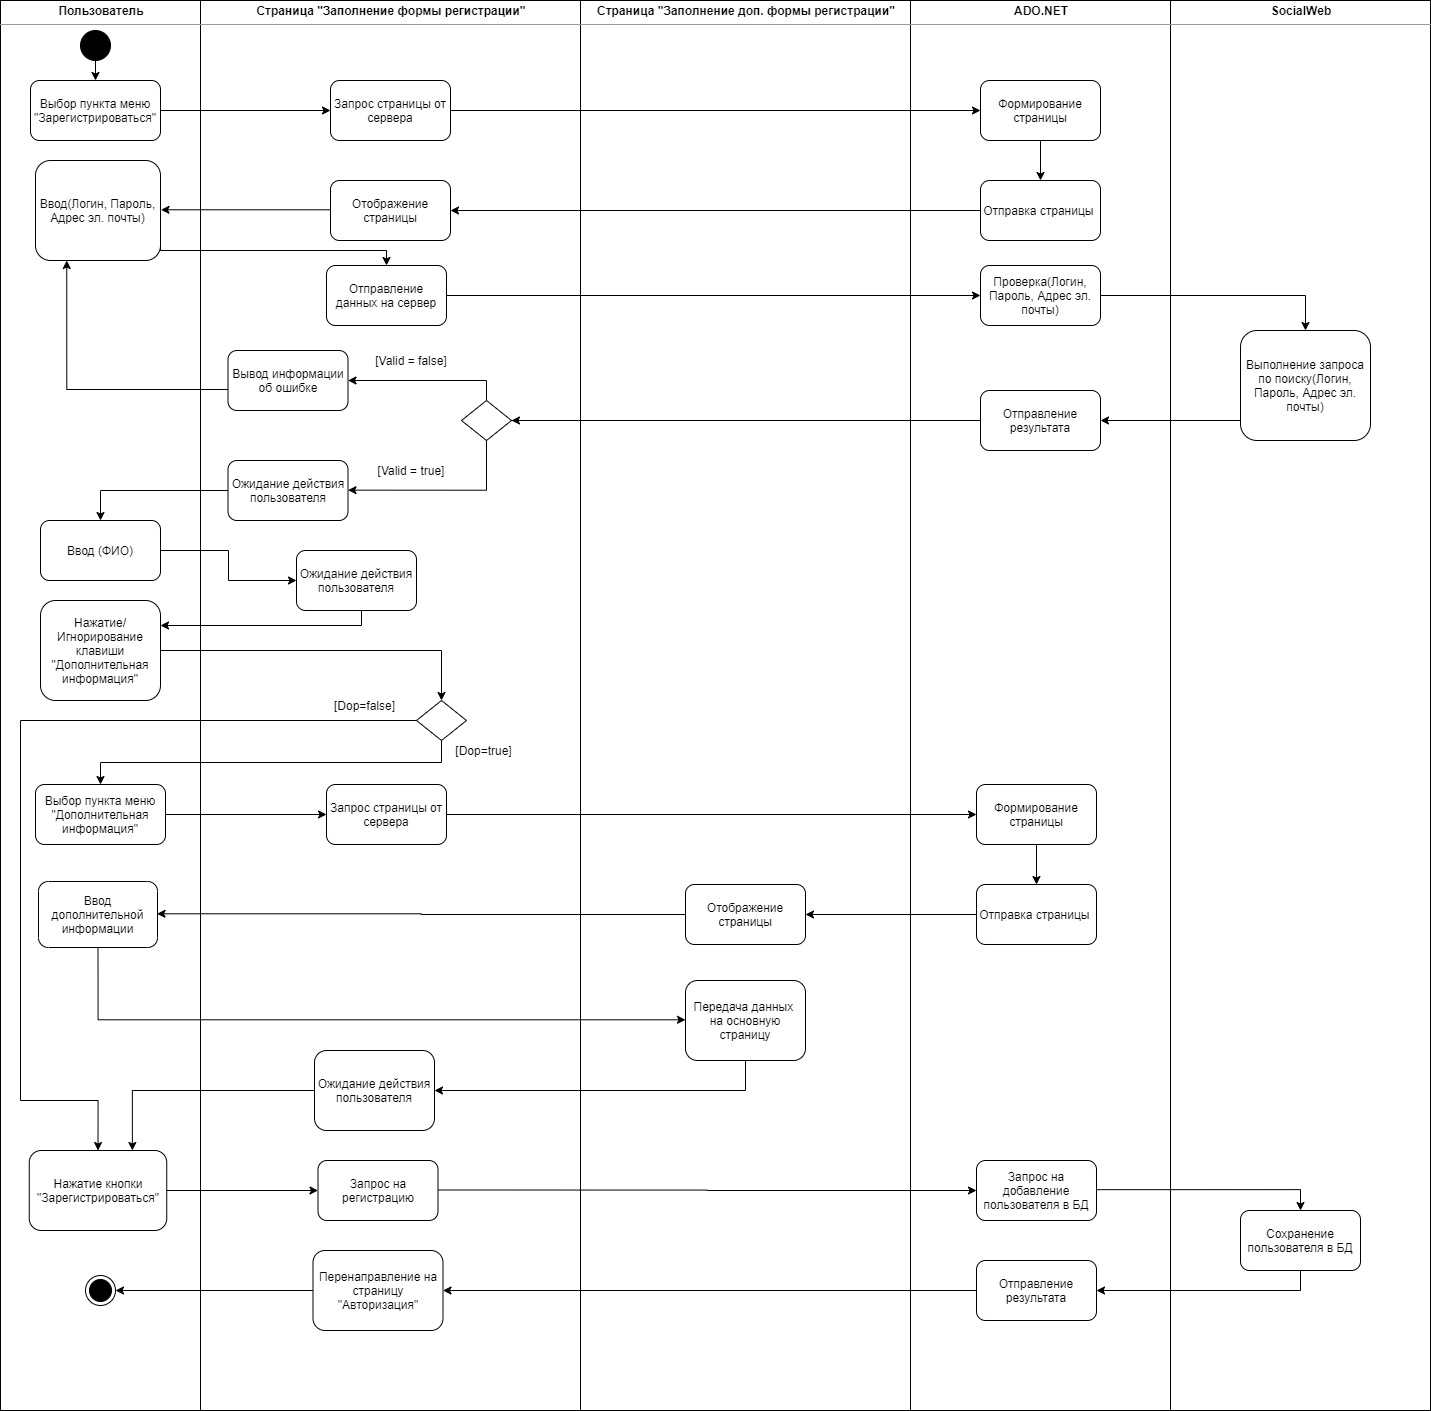 Пользователь
Страница "Заполнение формы регистрации"
Страница "Заполнение доп. формы регистрации"
ADO.NET
SocialWeb
Выбор пункта меню
"Зарегистрироваться"
Запрос страницы от
сервера
Формирование
страницы
Ввод(Логин, Пароль,
Адрес эл. почты)
Отображение
страницы
Отправка страницы
Отправление
данных на сервер
Проверка(Логин,
Пароль, Адрес эл.
почты)
Выполнение запроса
по поиску(Логин,
Пароль, Адрес эл.
почты)
[Valid = false]
Вывод информации
об ошибке
Отправление
результата
[Valid = true]
Ожидание действия
пользователя
Ввод (ФИО)
Ожидание действия
пользователя
Нажатие/
Игнорирование
клавиши
"Дополнительная
информация"
[Dop=false]
[Dop=true]
Выбор пункта меню
"Дополнительная
информация"
Запрос страницы от
сервера
Формирование
страницы
Ввод
дополнительной
информации
Отображение
страницы
Отправка страницы
Передача данных
на основную
страницу
Ожидание действия
пользователя
Нажатие кнопки
"Зарегистрироваться"
Запрос на
регистрацию
Запрос на
добавление
пользователя в БД
Сохранение
пользователя в БД
Перенаправление на
страницу
"Авторизация"
Отправление
результата